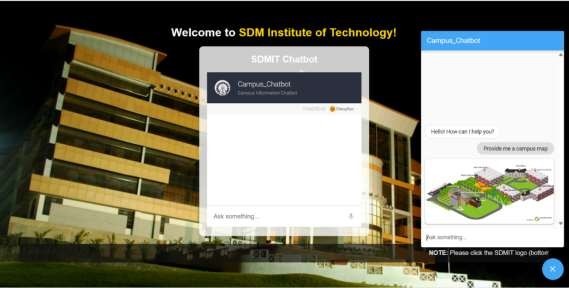 Welcome to SDM Institute of Technology!
SDMIT Chatbot
Campus_Chatbot
Campus Information Chatbot
POWERED BY Dialogflow
Ask something...
Campus_Chatbot
Hello! How can I help you?
Provide me a campus map
Ask something...
NOTE: Please click the SDMIT logo (bottom